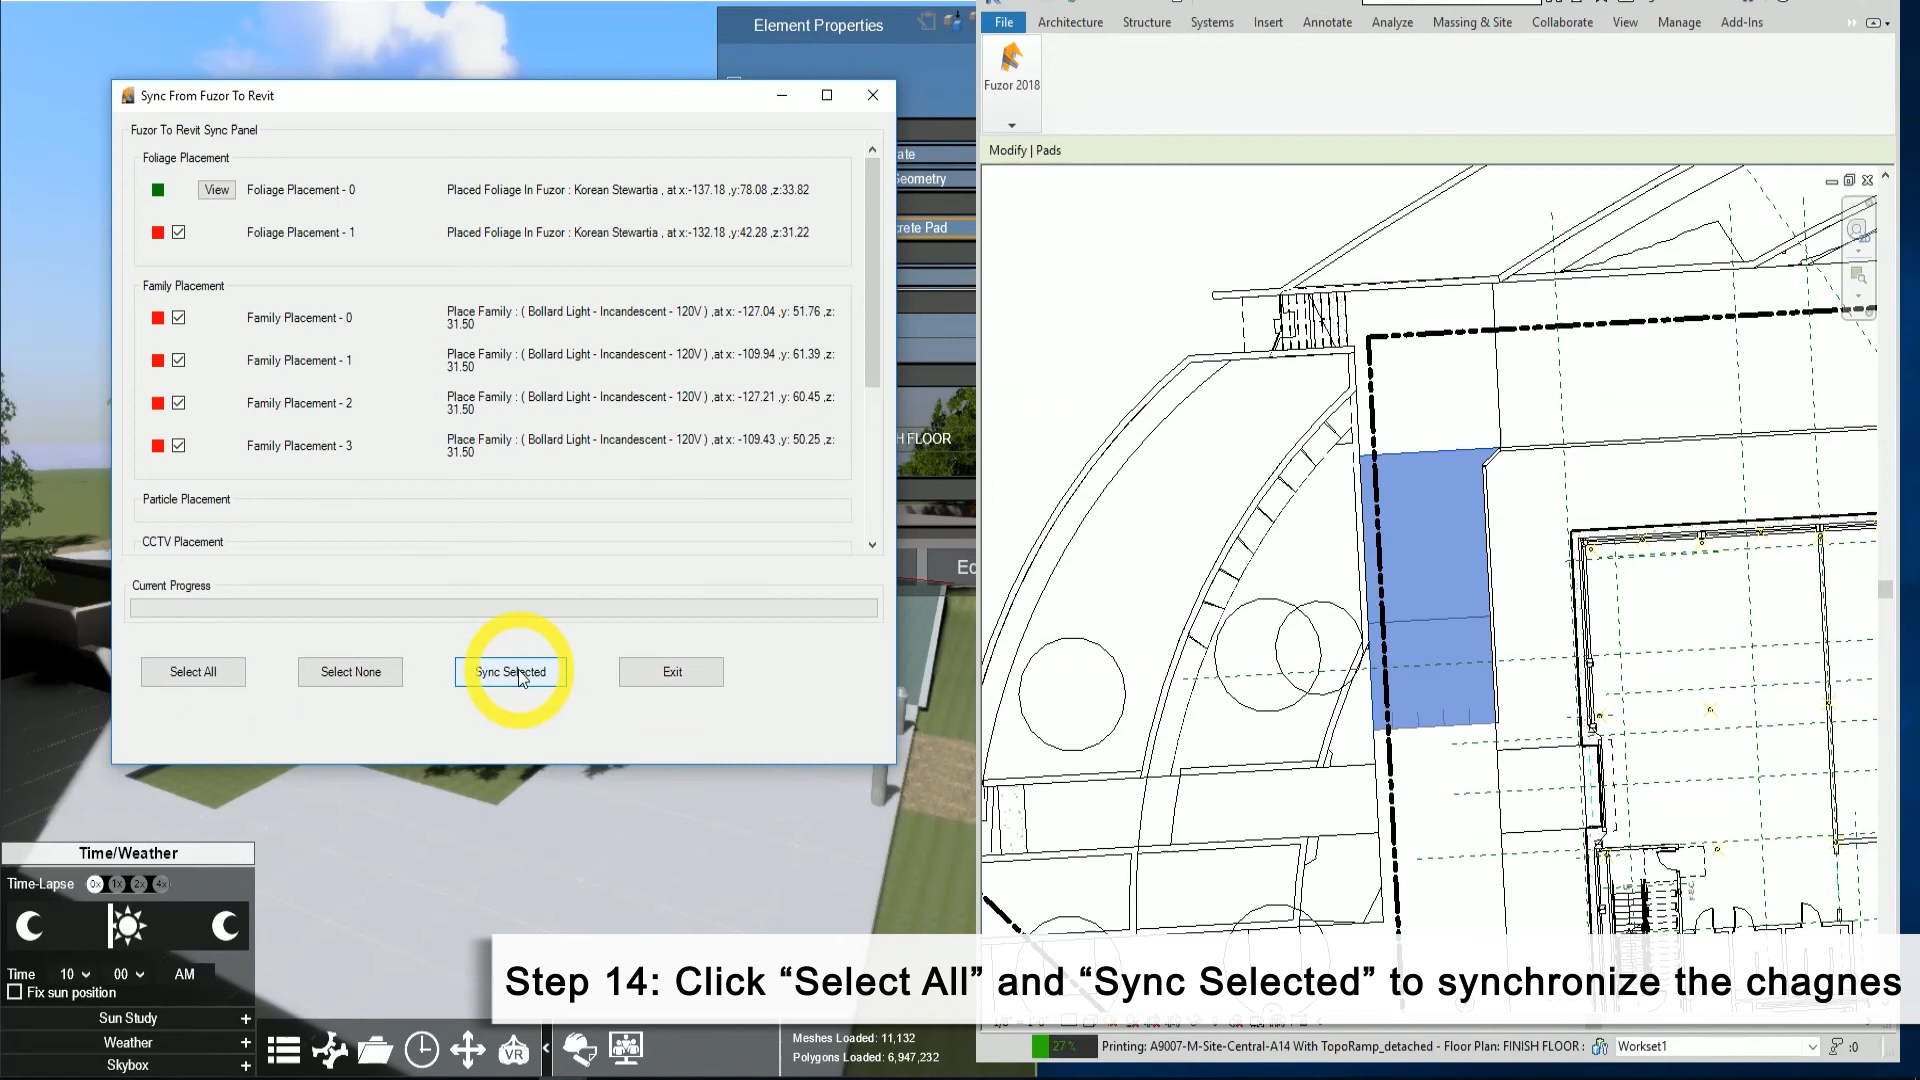 Element Properties
Sync From Fuzor To Revit
Fuzor To Revit Sync Panel
Foliage Placement
View
Foliage Placement - 0
Placed Foliage In Fuzor : Korean Stewartia , at x:-137.18 ,y:78.08 ,z:33.82
Foliage Placement - 1
Placed Foliage In Fuzor : Korean Stewartia , at x:-132.18 ,y:42.28 ,z:31.22
Family Placement
Family Placement - 0
Place Family : ( Bollard Light - Incandescent - 120V ) ,at x: -127.04 ,y: 51.76 ,z:
31.50
Family Placement - 1
Place Family : ( Bollard Light - Incandescent - 120V ) ,at x: -109.94 ,y: 61.39 ,z:
31.50
Family Placement - 2
Place Family : ( Bollard Light - Incandescent - 120V ) ,at x: -127.21 ,y: 60.45 ,z:
31.50
Family Placement - 3
Place Family : ( Bollard Light - Incandescent - 120V ) ,at x: -109.43 ,y: 50.25 ,z:
31.50
Particle Placement
CCTV Placement
Current Progress
Select All
Select None
Sync Selected
Exit
ate
Geometry
crete Pad
H FLOOR
Ed
File Architecture Structure Systems Insert Annotate Analyze Massing & Site Collaborate View Manage Add-Ins
Fuzor 2018
Modify | Pads
Time/Weather
Time-Lapse 0x 1x 2x 4x
Time 10 00 AM
Fix sun position
Sun Study +
Weather +
Skybox +
VR
Meshes Loaded: 11,132
Polygons Loaded: 6,947,232
Step 14: Click “Select All” and “Sync Selected” to synchronize the chagnes
27%
Printing: A9007-M-Site-Central-A14 With TopoRamp_detached - Floor Plan: FINISH FLOOR :
Workset1
:0